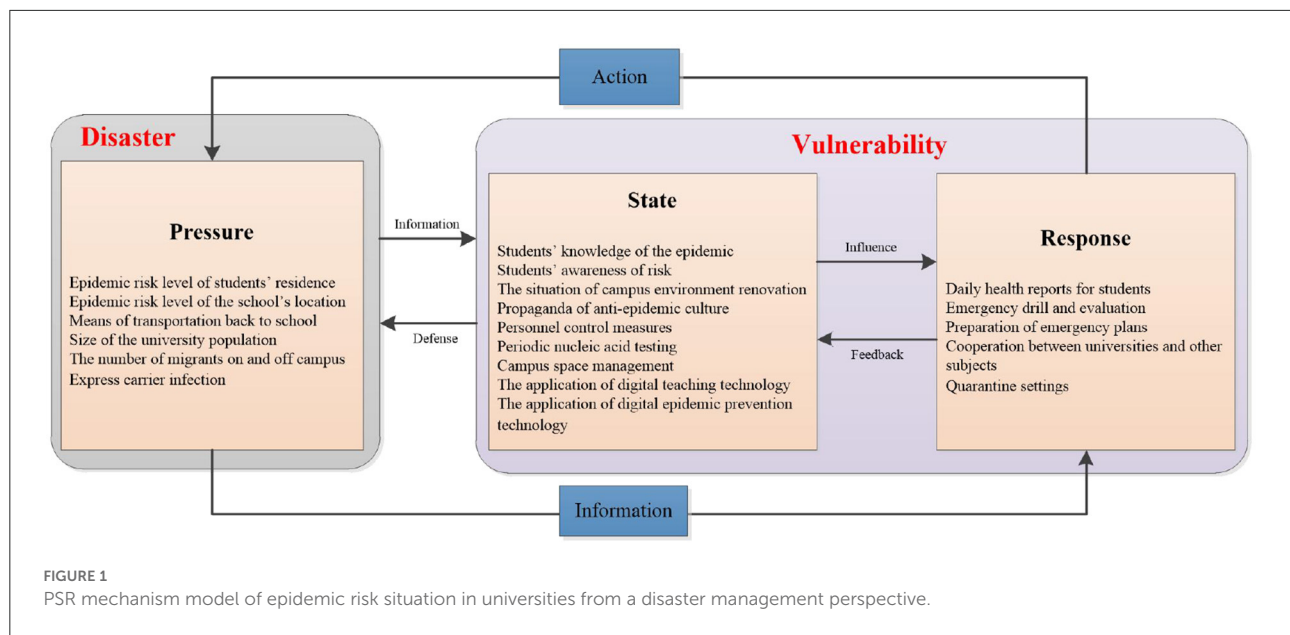 Action
Disaster
Vulnerability
Pressure
Epidemic risk level of students' residence
Epidemic risk level of the school's location
Means of transportation back to school
Size of the university population
The number of migrants on and off campus
Express carrier infection
Information
Defense
State
Students' knowledge of the epidemic
Students' awareness of risk
The situation of campus environment renovation
Propaganda of anti-epidemic culture
Personnel control measures
Periodic nucleic acid testing
Campus space management
The application of digital teaching technology
The application of digital epidemic prevention
technology
Influence
Feedback
Response
Daily health reports for students
Emergency drill and evaluation
Preparation of emergency plans
Cooperation between universities and other
subjects
Quarantine settings
Information
FIGURE 1
PSR mechanism model of epidemic risk situation in universities from a disaster management perspective.